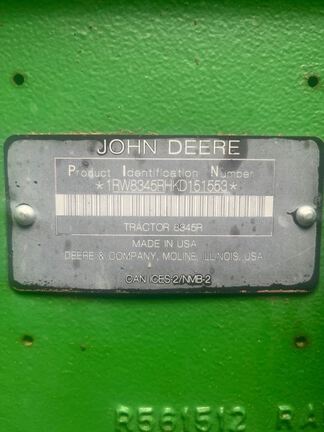 JOHN DEERE
Product Identification Number
*1RW8345RHKD151553*
TRACTOR 8345R
MADE IN USA
DEERE & COMPANY, MOLINE, ILLINOIS, USA
CAN ICES-2/NMB-2
R561512 RA